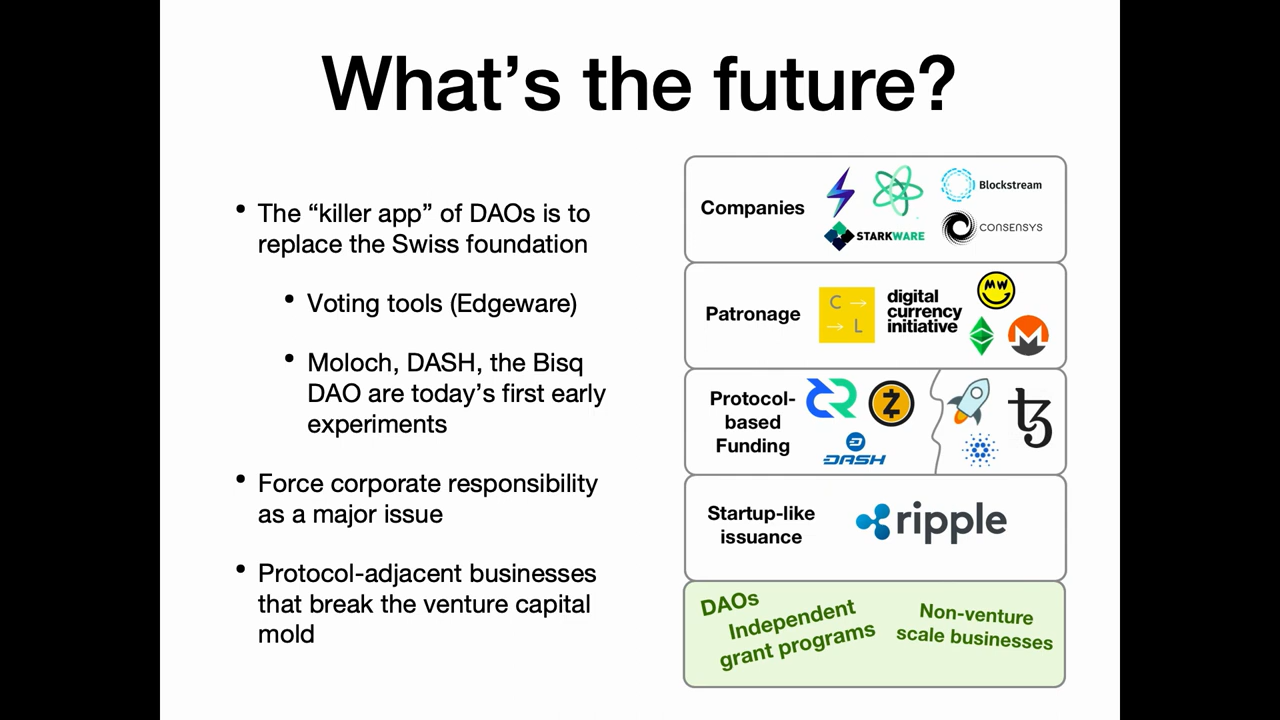 What’s the future?
• The “killer app” of DAOs is to
replace the Swiss foundation
• Voting tools (Edgeware)
• Moloch, DASH, the Bisq
DAO are today’s first early
experiments
• Force corporate responsibility
as a major issue
• Protocol-adjacent businesses
that break the venture capital
mold
Companies
Blockstream
STARKWARE
CONSENSYS
Patronage
C →
→ L
digital
currency
initiative
MW
Protocol-
based
Funding
DASH
Startup-like
issuance
ripple
DAOs
Independent
grant programs
Non-venture
scale businesses